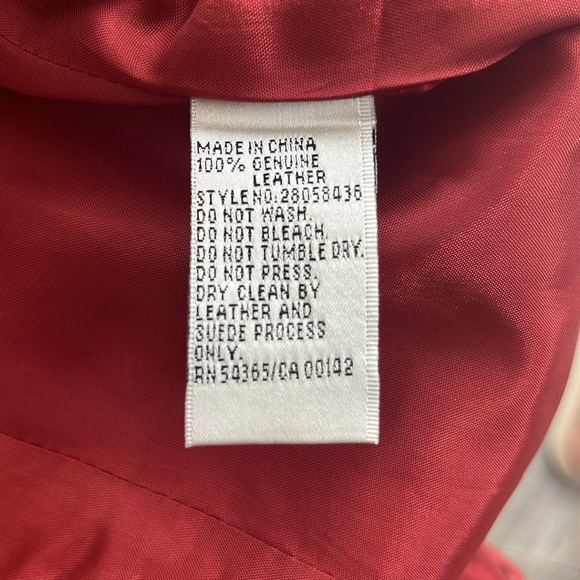 MADE IN CHINA
100% GENUINE
LEATHER
STYLE NO: 28058436
DO NOT WASH.
DO NOT BLEACH.
DO NOT TUMBLE DRY.
DO NOT PRESS.
DRY CLEAN BY
LEATHER AND
SUEDE PROCESS
ONLY.
RN 54365/CA 00142